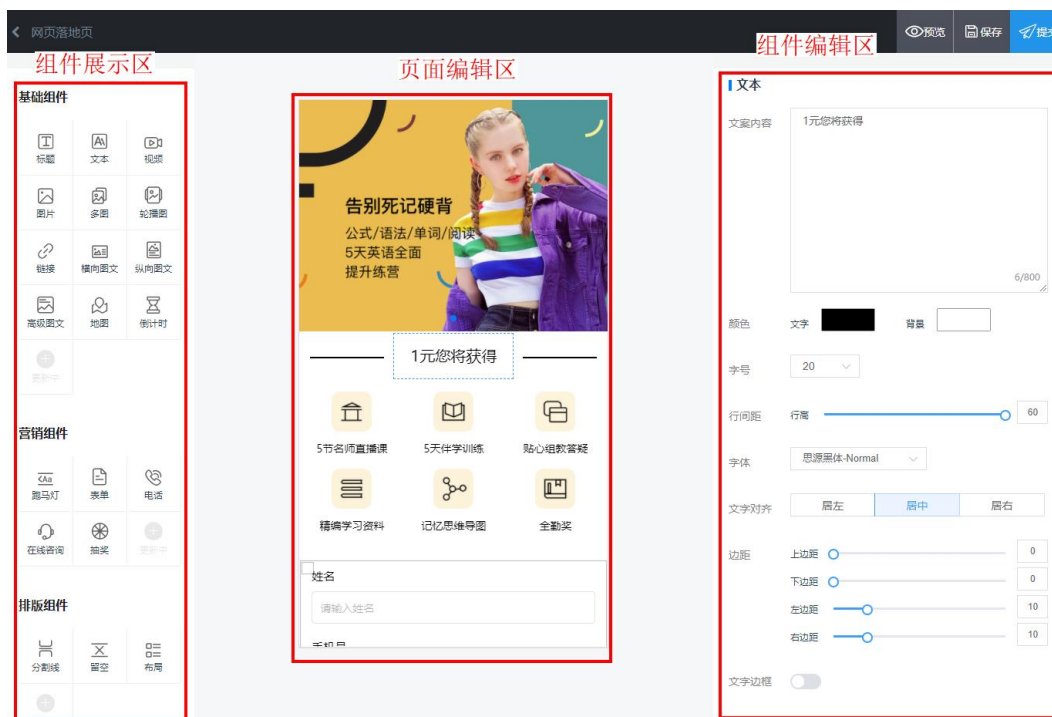 网页落地页
预览
保存
提交
组件展示区
页面编辑区
组件编辑区
基础组件
标题
文本
视频
图片
多图
轮播图
链接
横向图文
纵向图文
高级图文
地图
倒计时
更新中
营销组件
<Aa
跑马灯
表单
电话
在线咨询
抽奖
更新中
排版组件
分割线
留空
布局
告别死记硬背
公式/语法/单词/阅读
5天英语全面
提升练营
1元您将获得
5节名师直播课
5天伴学训练
贴心组教答疑
精编学习资料
记忆思维导图
全勤奖
姓名
请输入姓名
手机号
文本
文案内容
1元您将获得
6/800
颜色 文字 背景
字号 20
行间距 行高 60
字体 思源黑体-Normal
文字对齐 居左 居中 居右
边距 上边距 0
下边距 0
左边距 10
右边距 10
文字边框